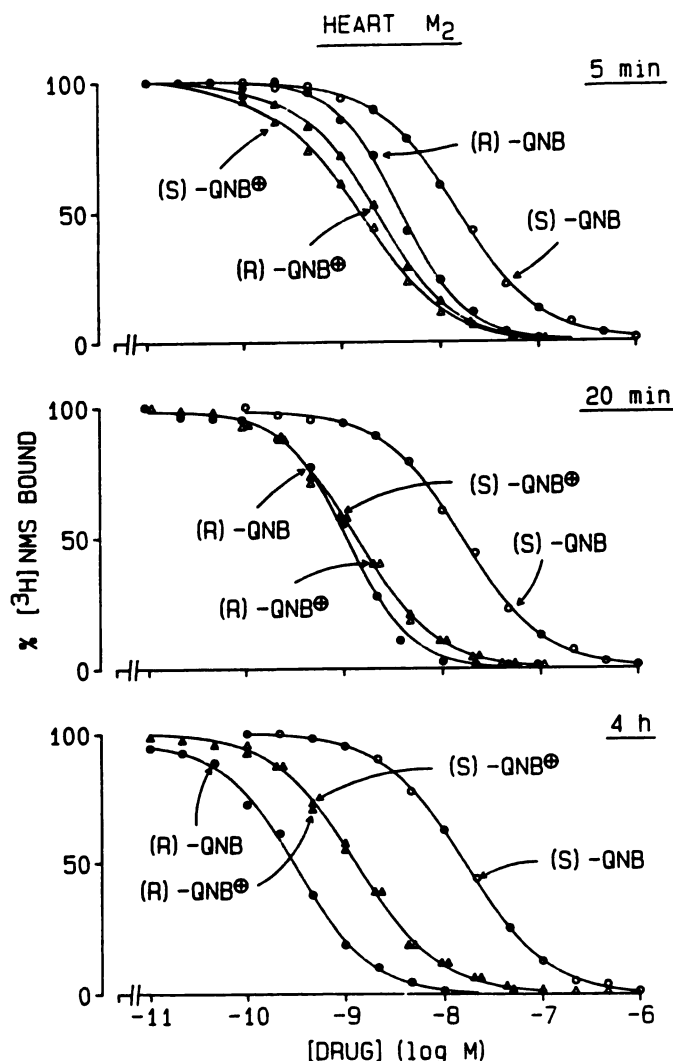 HEART M₂
5 min
100
50
0
(S)-QNB⊕
(R)-QNB⊕
(R)-QNB
(S)-QNB
20 min
100
50
0
(R)-QNB
(R)-QNB⊕
(S)-QNB⊕
(S)-QNB
% [³H]NMS BOUND
4 h
100
50
0
(R)-QNB
(R)-QNB⊕
(S)-QNB⊕
(S)-QNB
-11 -10 -9 -8 -7 -6
[DRUG] (log M)